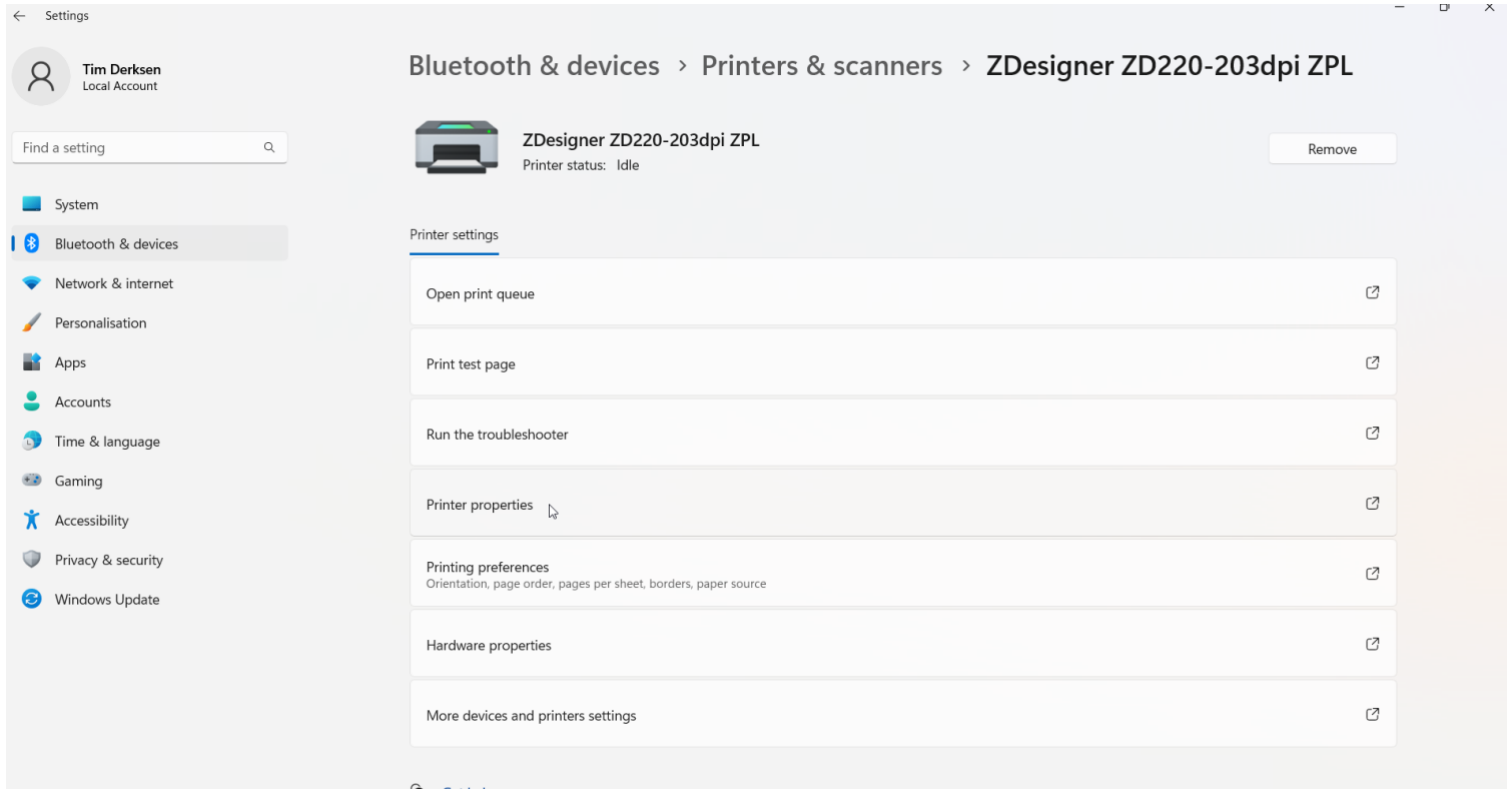 Settings
Tim Derksen
Local Account
Find a setting
System
Bluetooth & devices
Network & internet
Personalisation
Apps
Accounts
Time & language
Gaming
Accessibility
Privacy & security
Windows Update
Bluetooth & devices > Printers & scanners > ZDesigner ZD220-203dpi ZPL
ZDesigner ZD220-203dpi ZPL
Printer status: Idle
Remove
Printer settings
Open print queue
Print test page
Run the troubleshooter
Printer properties
Printing preferences
Orientation, page order, pages per sheet, borders, paper source
Hardware properties
More devices and printers settings